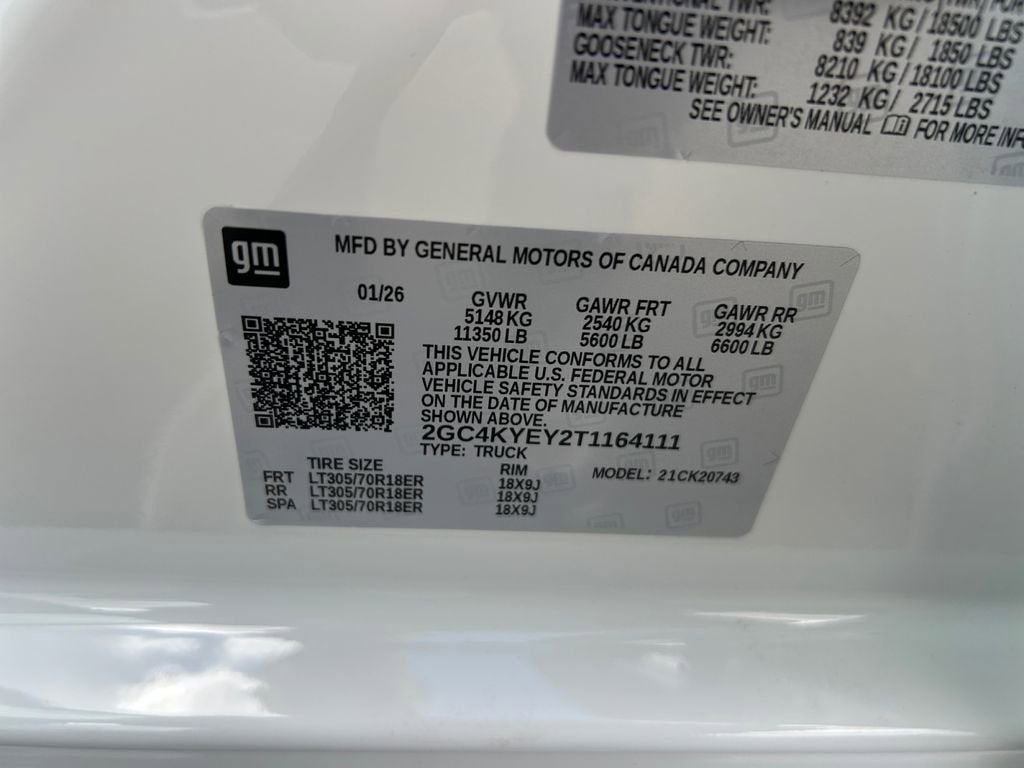 8392 KG/18500 LBS
MAX TONGUE WEIGHT: 839 KG/ 1850 LBS
GOOSENECK TWR: 8210 KG/18100 LBS
MAX TONGUE WEIGHT: 1232 KG/ 2715 LBS
SEE OWNER'S MANUAL FOR MORE INFO
gm
MFD BY GENERAL MOTORS OF CANADA COMPANY
01/26
GVWR GAWR FRT GAWR RR
5148 KG 2540 KG 2994 KG
11350 LB 5600 LB 6600 LB
THIS VEHICLE CONFORMS TO ALL
APPLICABLE U.S. FEDERAL MOTOR
VEHICLE SAFETY STANDARDS IN EFFECT
ON THE DATE OF MANUFACTURE
SHOWN ABOVE.
2GC4KYEY2T1164111
TYPE: TRUCK
TIRE SIZE RIM MODEL: 21CK20743
FRT LT305/70R18ER 18X9J
RR LT305/70R18ER 18X9J
SPA LT305/70R18ER 18X9J